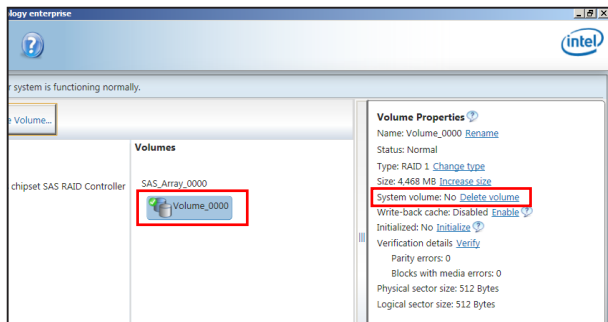 ology enterprise
intel
r system is functioning normally.
e Volume...
Volumes
chipset SAS RAID Controller
SAS_Array_0000
Volume_0000
Volume Properties
Name: Volume_0000 Rename
Status: Normal
Type: RAID 1 Change type
Size: 4,468 MB Increase size
System volume: No Delete volume
Write-back cache: Disabled Enable
Initialized: No Initialize
Verification details Verify
Parity errors: 0
Blocks with media errors: 0
Physical sector size: 512 Bytes
Logical sector size: 512 Bytes